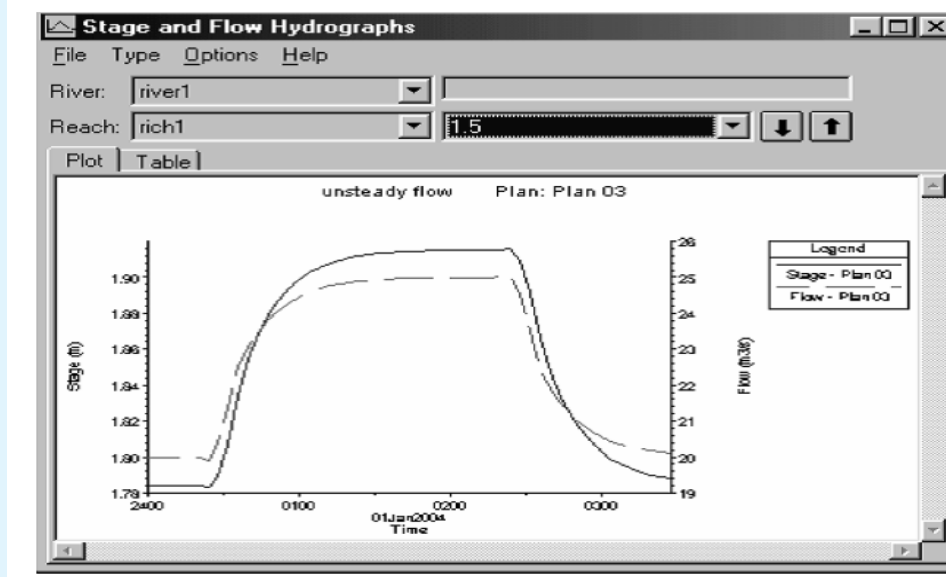 Stage and Flow Hydrographs
File Type Options Help
River: river1
Reach: rich1 1.5
Plot Table
unsteady flow Plan: Plan 03
Legend
Stage - Plan 03
Flow - Plan 03
Stage (m)
1.90
1.88
1.86
1.84
1.82
1.80
1.78
26
25
24
23
22
21
20
19
Flow (m3/s)
2400 0100 0200 0300
01Jan2004
Time